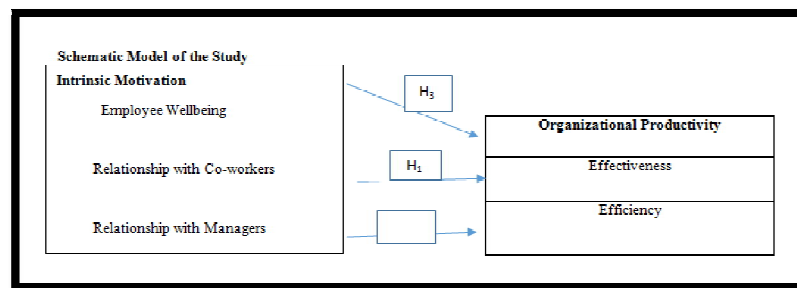 Schematic Model of the Study
Intrinsic Motivation
Employee Wellbeing
Relationship with Co-workers
Relationship with Managers
H₃
H₁
Organizational Productivity
Effectiveness
Efficiency